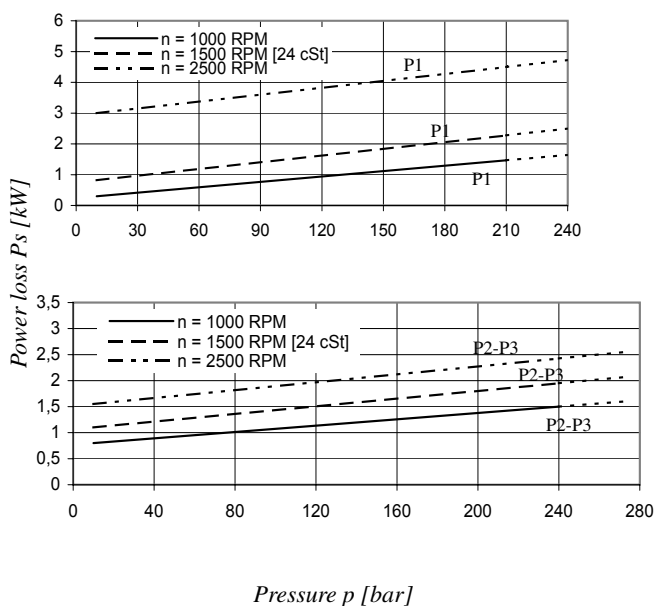 Power loss Ps [kW]
6
5
4
3
2
1
0
n = 1000 RPM
n = 1500 RPM [24 cSt]
n = 2500 RPM
P1
P1
P1
0 30 60 90 120 150 180 210 240
3,5
3
2,5
2
1,5
1
0,5
0
n = 1000 RPM
n = 1500 RPM [24 cSt]
n = 2500 RPM
P2-P3
P2-P3
P2-P3
0 40 80 120 160 200 240 280
Pressure p [bar]